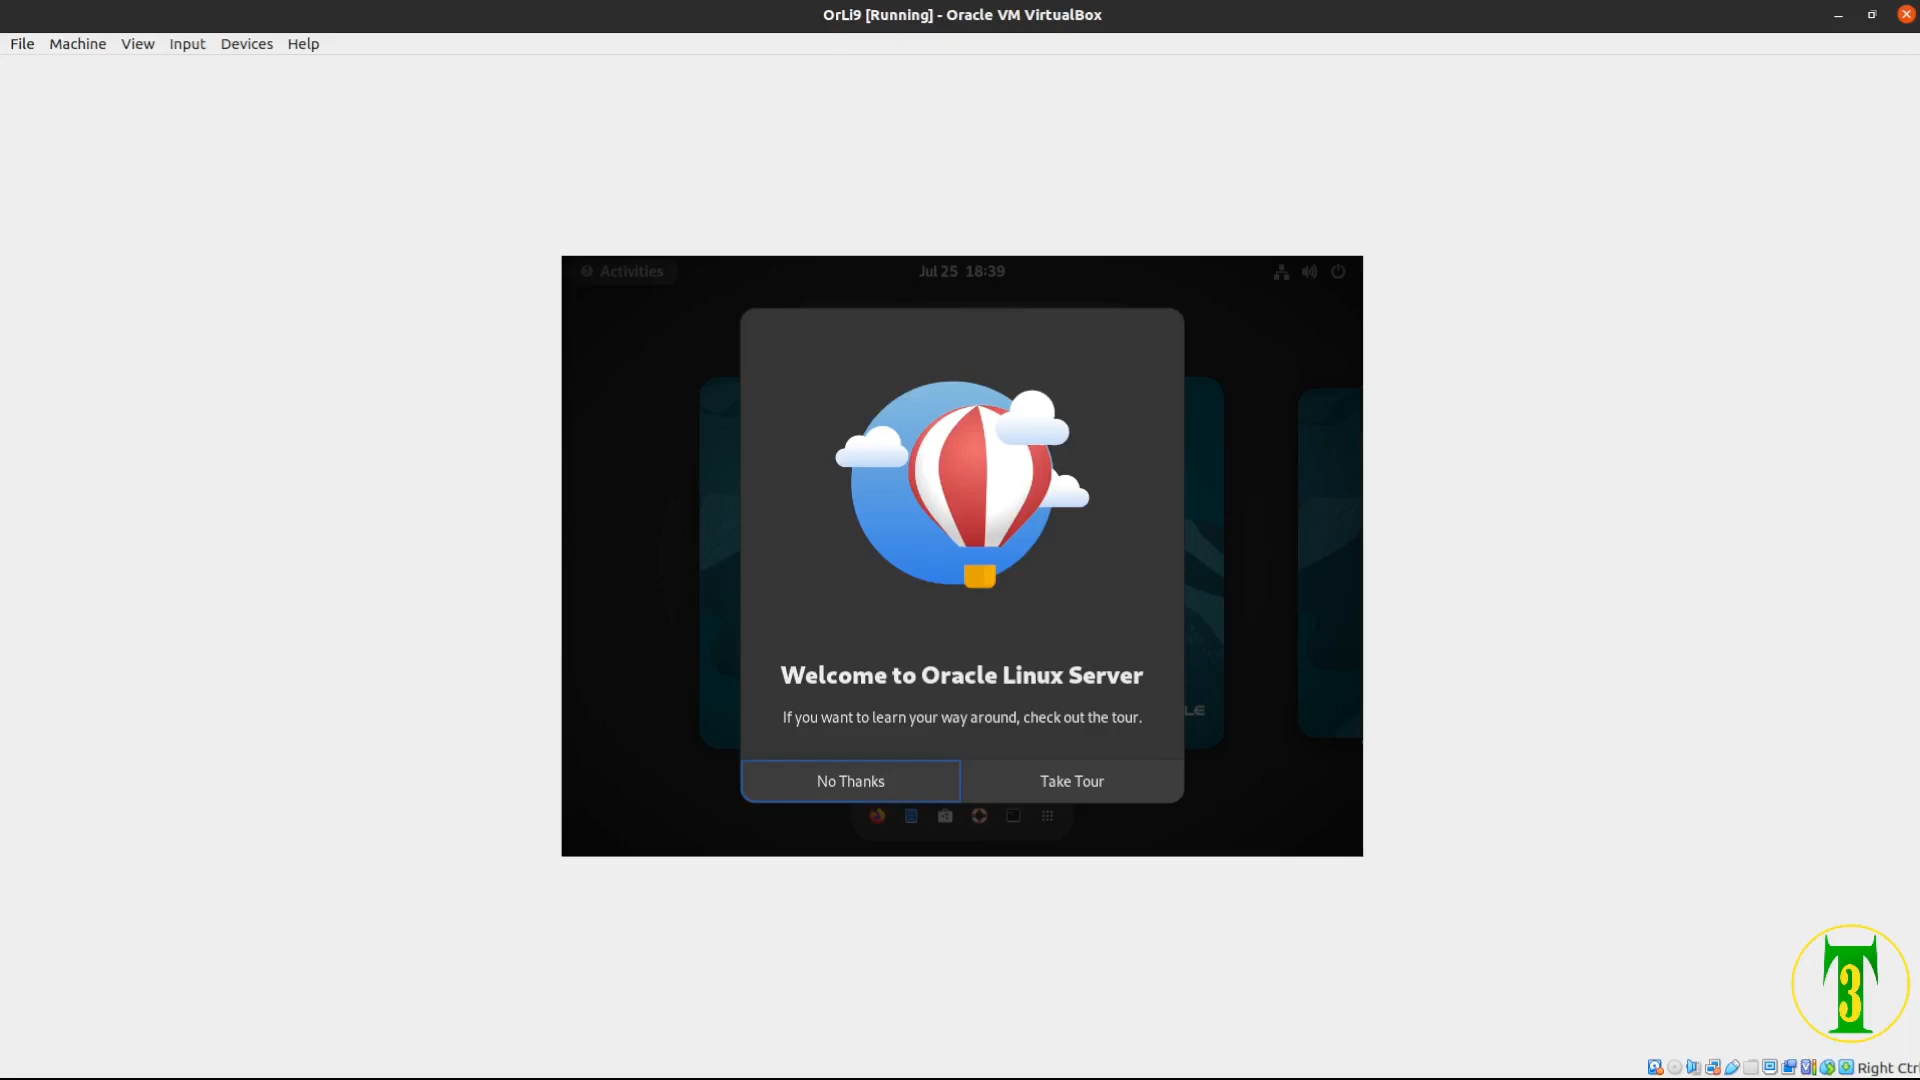 OrLi9 [Running] - Oracle VM VirtualBox
File Machine View Input Devices Help
Activities
Jul 25 18:39
Welcome to Oracle Linux Server
If you want to learn your way around, check out the tour.
LE
No Thanks
Take Tour
T3
Right Ctrl